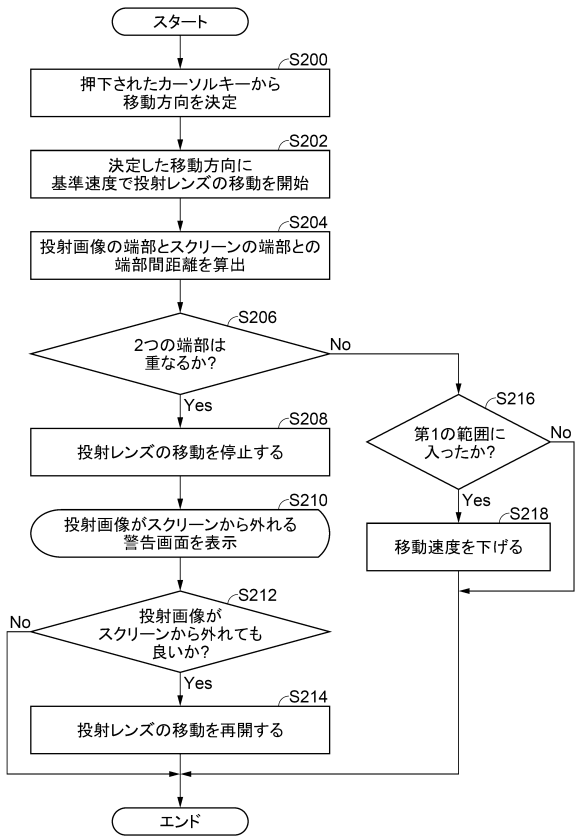 スタート
S200
押下されたカーソルキーから
移動方向を決定
S202
決定した移動方向に
基準速度で投射レンズの移動を開始
S204
投射画像の端部とスクリーンの端部との
端部間距離を算出
S206
2つの端部は
重なるか?
No
Yes
S208
投射レンズの移動を停止する
S210
投射画像がスクリーンから外れる
警告画面を表示
S212
投射画像が
スクリーンから外れても
良いか?
No
Yes
S214
投射レンズの移動を再開する
S216
第1の範囲に
入ったか?
No
Yes
S218
移動速度を下げる
エンド